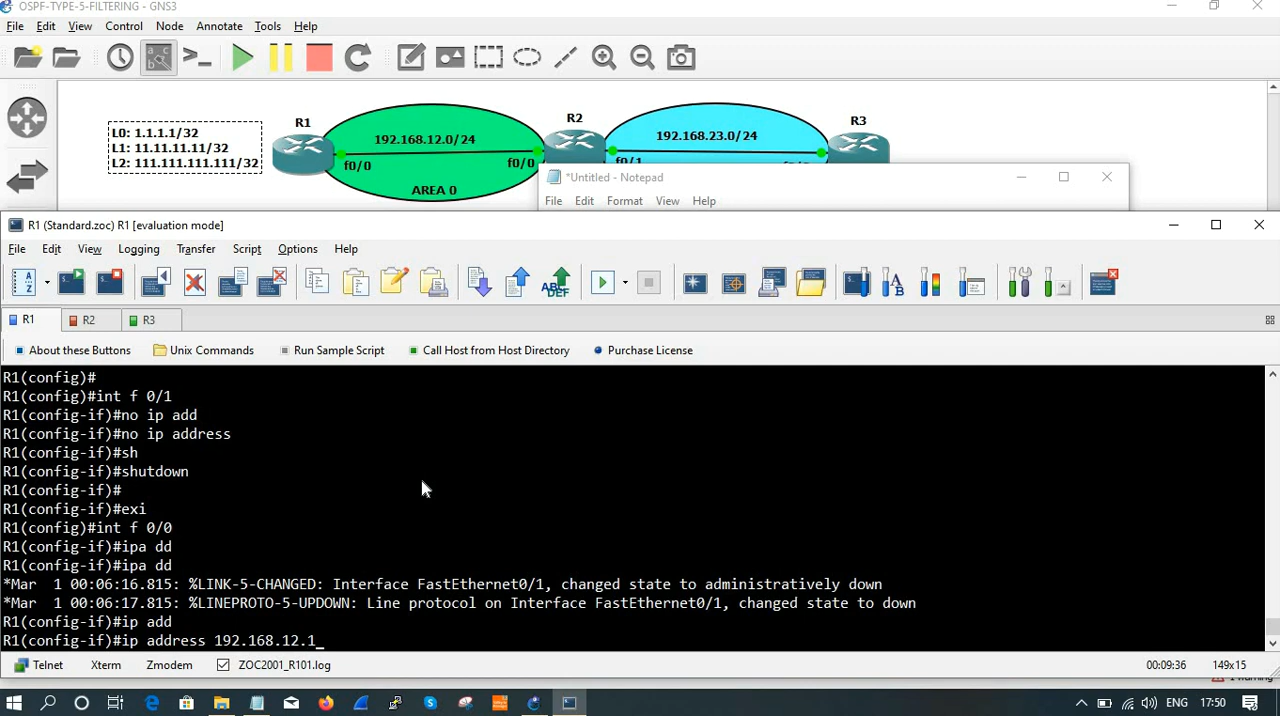 OSPF-TYPE-5-FILTERING - GNS3
File Edit View Control Node Annotate Tools Help
R1
R2
R3
L0: 1.1.1.1/32
L1: 11.11.11.11/32
L2: 111.111.111.111/32
192.168.12.0/24
192.168.23.0/24
f0/0
f0/0
f0/1
AREA 0
*Untitled - Notepad
File Edit Format View Help
R1 (Standard.zoc) R1 [evaluation mode]
File Edit View Logging Transfer Script Options Help
R1 R2 R3
About these Buttons Unix Commands Run Sample Script Call Host from Host Directory Purchase License
R1(config)#
R1(config)#int f 0/1
R1(config-if)#no ip add
R1(config-if)#no ip address
R1(config-if)#sh
R1(config-if)#shutdown
R1(config-if)#
R1(config-if)#exi
R1(config)#int f 0/0
R1(config-if)#ipa dd
R1(config-if)#ipa dd
*Mar  1 00:06:16.815: %LINK-5-CHANGED: Interface FastEthernet0/1, changed state to administratively down
*Mar  1 00:06:17.815: %LINEPROTO-5-UPDOWN: Line protocol on Interface FastEthernet0/1, changed state to down
R1(config-if)#ip add
R1(config-if)#ip address 192.168.12.1_
Telnet Xterm Zmodem ZOC2001_R101.log 00:09:36 149x15
ENG 17:50